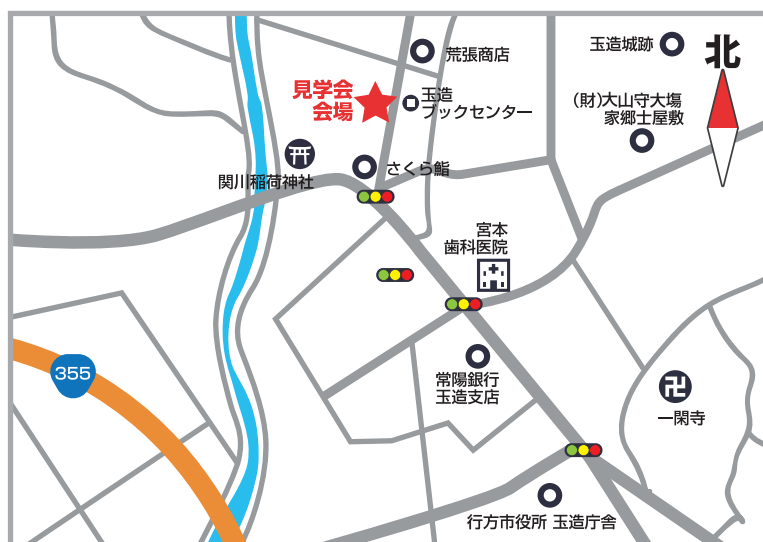 荒張商店
玉造城跡
北
見学会
会場
玉造
ブックセンター
(財)大山守大塲
家郷士屋敷
さくら鮨
関川稲荷神社
宮本
歯科医院
355
常陽銀行
玉造支店
卍
一閑寺
行方市役所 玉造庁舎